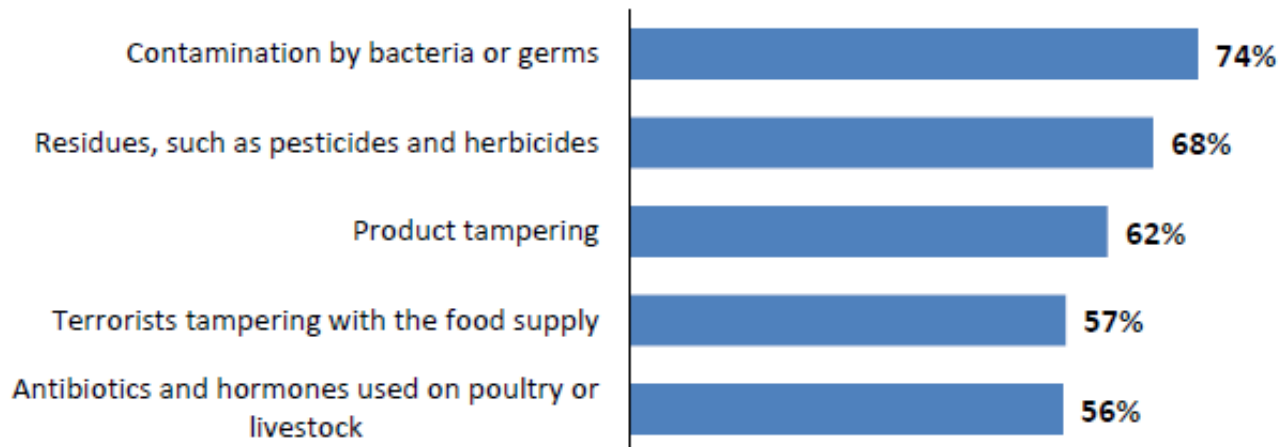 Contamination by bacteria or germs 74%
Residues, such as pesticides and herbicides 68%
Product tampering 62%
Terrorists tampering with the food supply 57%
Antibiotics and hormones used on poultry or
livestock 56%